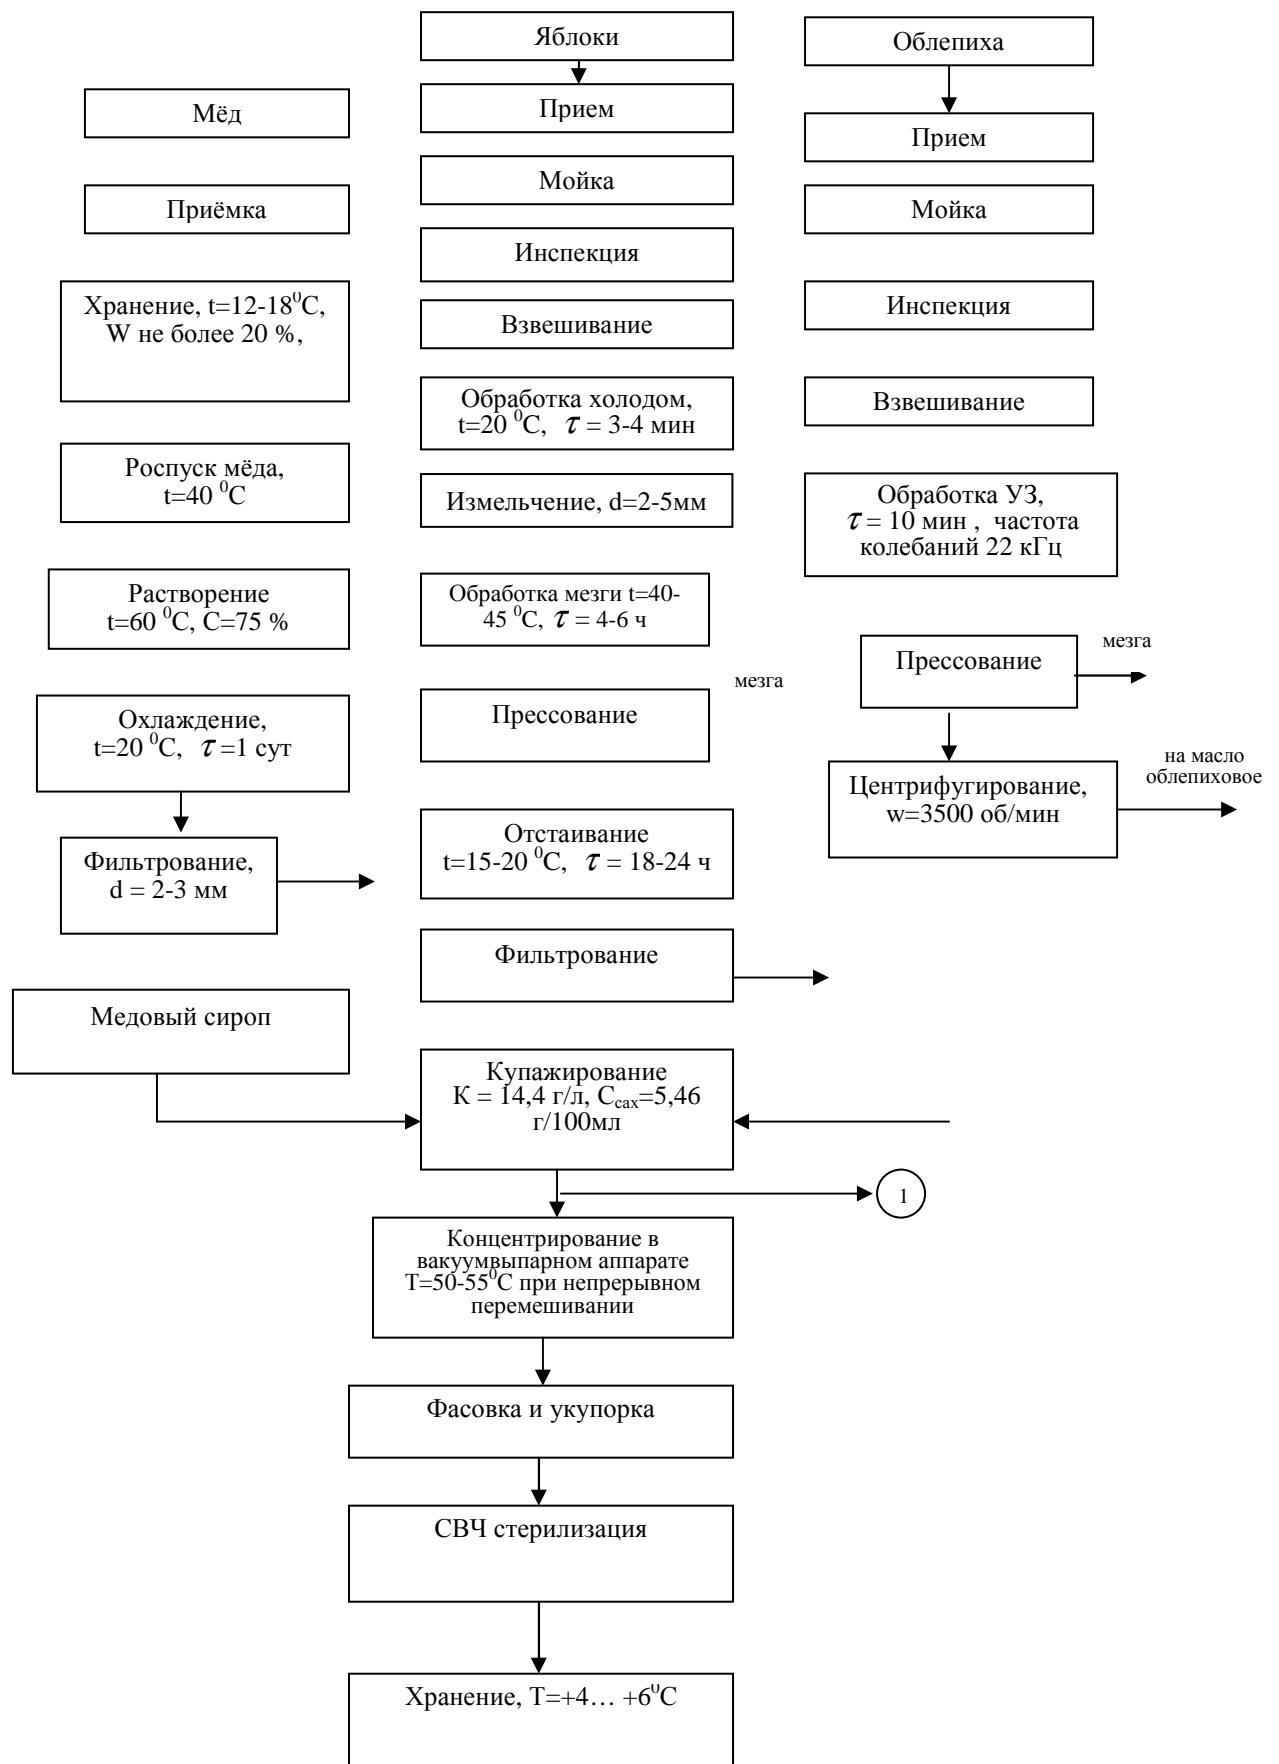 Яблоки
Облепиха
Мёд
Прием
Прием
Мойка
Приёмка
Мойка
Инспекция
Хранение, t=12-18⁰С,
W не более 20 %,
Инспекция
Взвешивание
Обработка холодом,
t=20 ⁰С, τ = 3-4 мин
Взвешивание
Роспуск мёда,
t=40 ⁰С
Измельчение, d=2-5мм
Обработка УЗ,
τ = 10 мин , частота
колебаний 22 кГц
Растворение
t=60 ⁰С, С=75 %
Обработка мезги t=40-
45 ⁰С, τ = 4-6 ч
Прессование
мезга
мезга
Охлаждение,
t=20 ⁰С, τ =1 сут
Прессование
Центрифугирование,
w=3500 об/мин
на масло
облепиховое
Фильтрование,
d = 2-3 мм
Отстаивание
t=15-20 ⁰С, τ = 18-24 ч
Фильтрование
Медовый сироп
Купажирование
К = 14,4 г/л, Ссах=5,46
г/100мл
1
Концентрирование в
вакуумвыпарном аппарате
Т=50-55⁰С при непрерывном
перемешивании
Фасовка и укупорка
СВЧ стерилизация
Хранение, Т=+4… +6⁰С